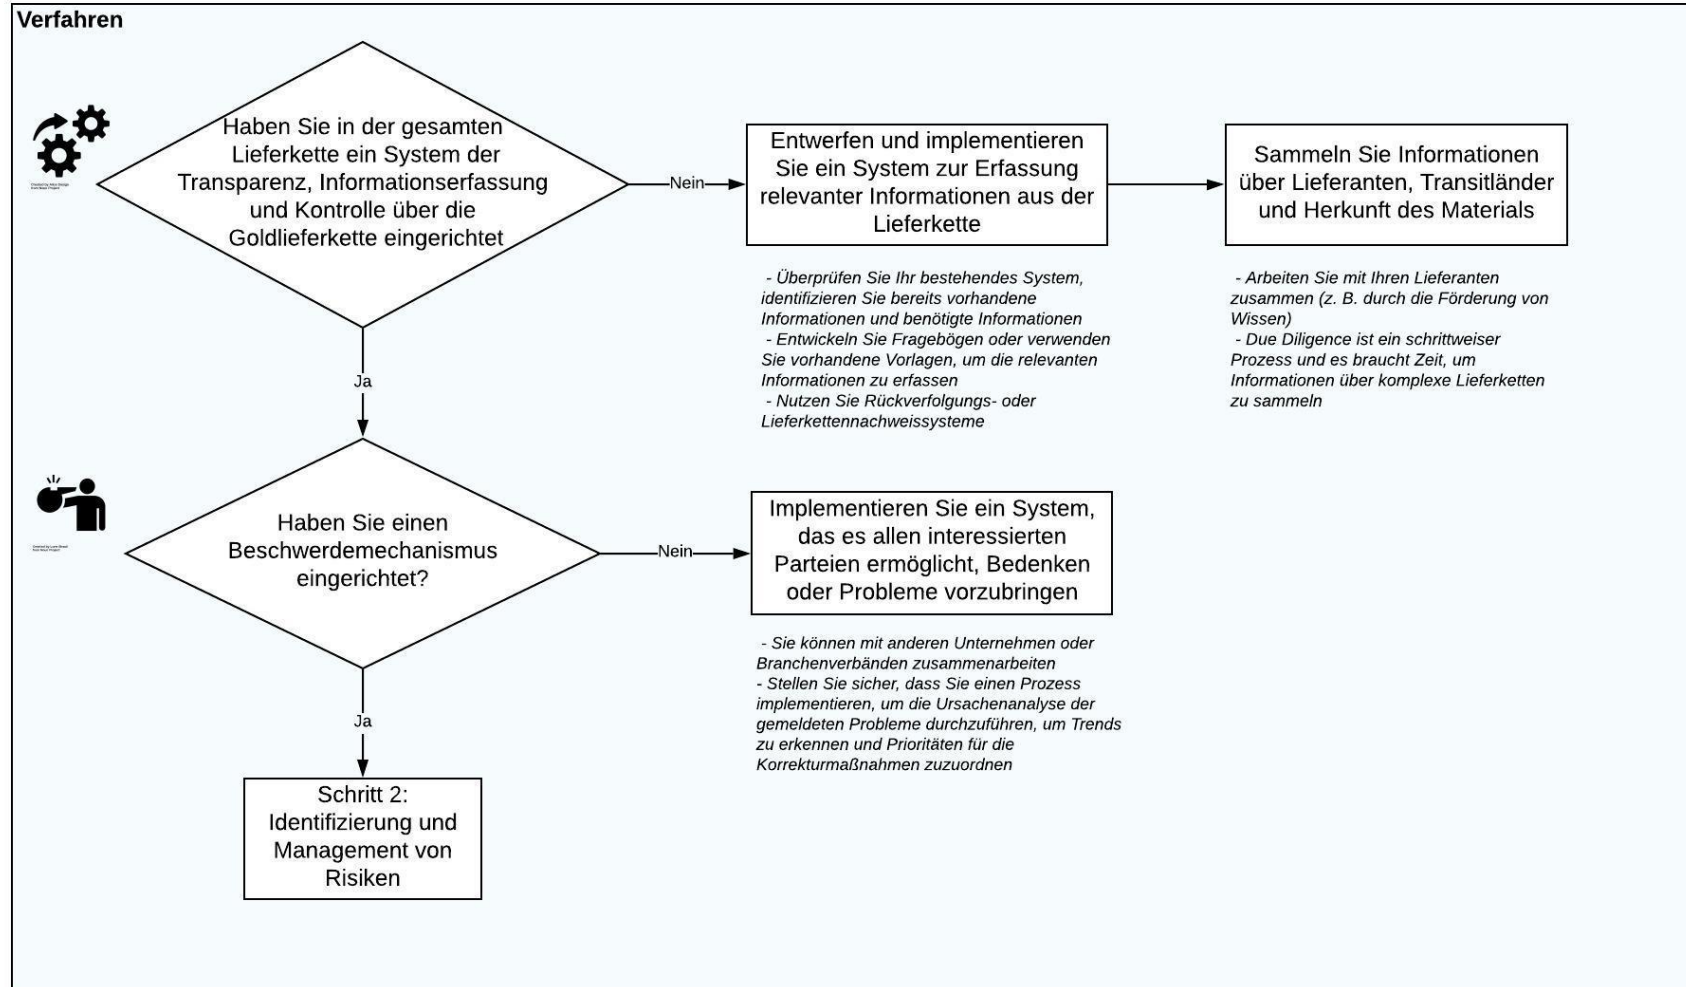 Verfahren
Haben Sie in der gesamten
Lieferkette ein System der
Transparenz, Informationserfassung
und Kontrolle über die
Goldlieferkette eingerichtet
Nein
Entwerfen und implementieren
Sie ein System zur Erfassung
relevanter Informationen aus der
Lieferkette
Sammeln Sie Informationen
über Lieferanten, Transitländer
und Herkunft des Materials
- Überprüfen Sie Ihr bestehendes System,
identifizieren Sie bereits vorhandene
Informationen und benötigte Informationen
- Entwickeln Sie Fragebögen oder verwenden
Sie vorhandene Vorlagen, um die relevanten
Informationen zu erfassen
- Nutzen Sie Rückverfolgungs- oder
Lieferkettennachweissysteme
- Arbeiten Sie mit Ihren Lieferanten
zusammen (z. B. durch die Förderung von
Wissen)
- Due Diligence ist ein schrittweiser
Prozess und es braucht Zeit, um
Informationen über komplexe Lieferketten
zu sammeln
Ja
Haben Sie einen
Beschwerdemechanismus
eingerichtet?
Nein
Implementieren Sie ein System,
das es allen interessierten
Parteien ermöglicht, Bedenken
oder Probleme vorzubringen
- Sie können mit anderen Unternehmen oder
Branchenverbänden zusammenarbeiten
- Stellen Sie sicher, dass Sie einen Prozess
implementieren, um die Ursachenanalyse der
gemeldeten Probleme durchzuführen, um Trends
zu erkennen und Prioritäten für die
Korrekturmaßnahmen zuzuordnen
Ja
Schritt 2:
Identifizierung und
Management von
Risiken